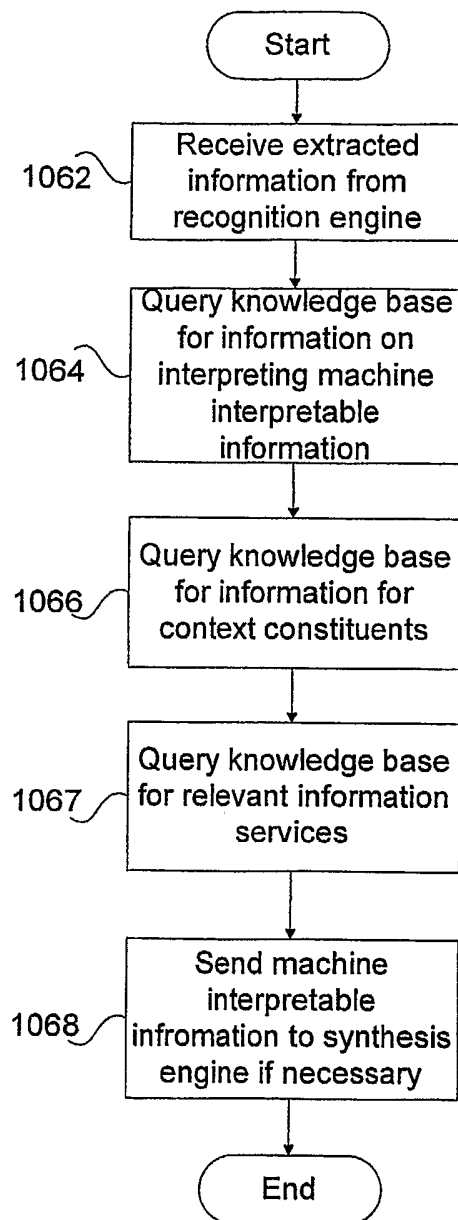 Start
1062
Receive extracted
information from
recognition engine
1064
Query knowledge base
for information on
interpreting machine
interpretable
information
1066
Query knowledge base
for information for
context constituents
1067
Query knowledge base
for relevant information
services
1068
Send machine
interpretable
infromation to synthesis
engine if necessary
End